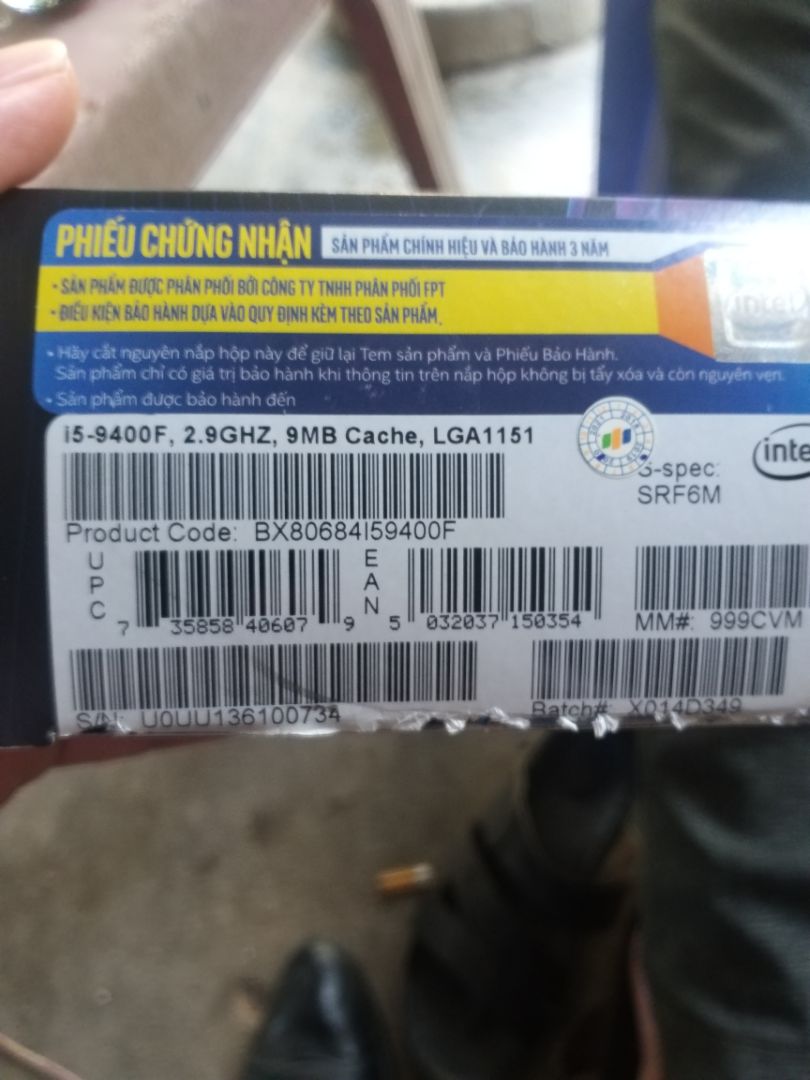 PHIẾU CHỨNG NHẬN SẢN PHẨM CHÍNH HIỆU VÀ BẢO HÀNH 3 NĂM
• SẢN PHẨM ĐƯỢC PHÂN PHỐI BỞI CÔNG TY TNHH PHÂN PHỐI FPT
• ĐIỀU KIỆN BẢO HÀNH DỰA VÀO QUY ĐỊNH KÈM THEO SẢN PHẨM.
intel
• Hãy cắt nguyên nắp hộp này để giữ lại Tem sản phẩm và Phiếu Bảo Hành.
Sản phẩm chỉ có giá trị bảo hành khi thông tin trên nắp hộp không bị tẩy xóa và còn nguyên vẹn.
• Sản phẩm được bảo hành đến
i5-9400F, 2.9GHZ, 9MB Cache, LGA1151
S-spec:
SRF6M
inte
Product Code: BX80684I59400F
UPC 7 35858 40607 9
EAN 5 032037 150354
MM#: 999CVM
S/N: U0UU136100734
Batch#: X014D349